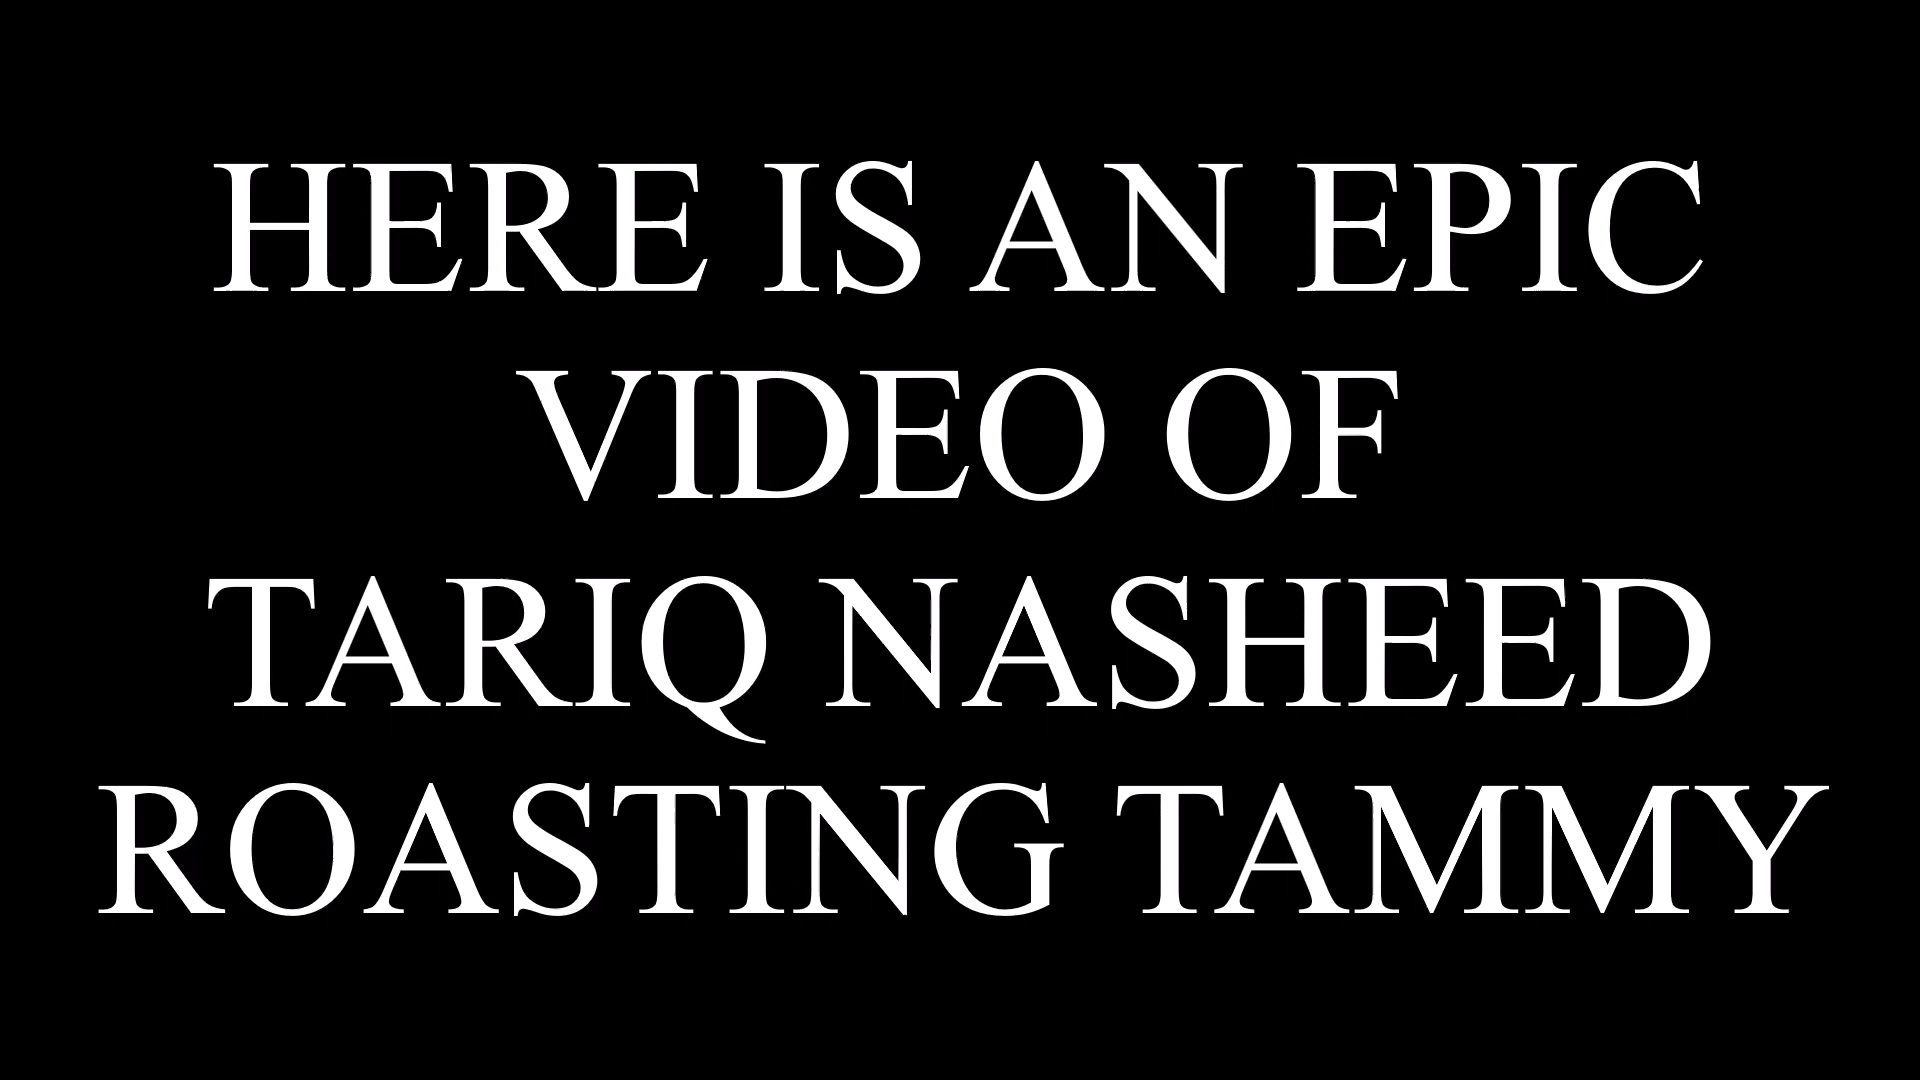 HERE IS AN EPIC
VIDEO OF
TARIQ NASHEED
ROASTING TAMMY